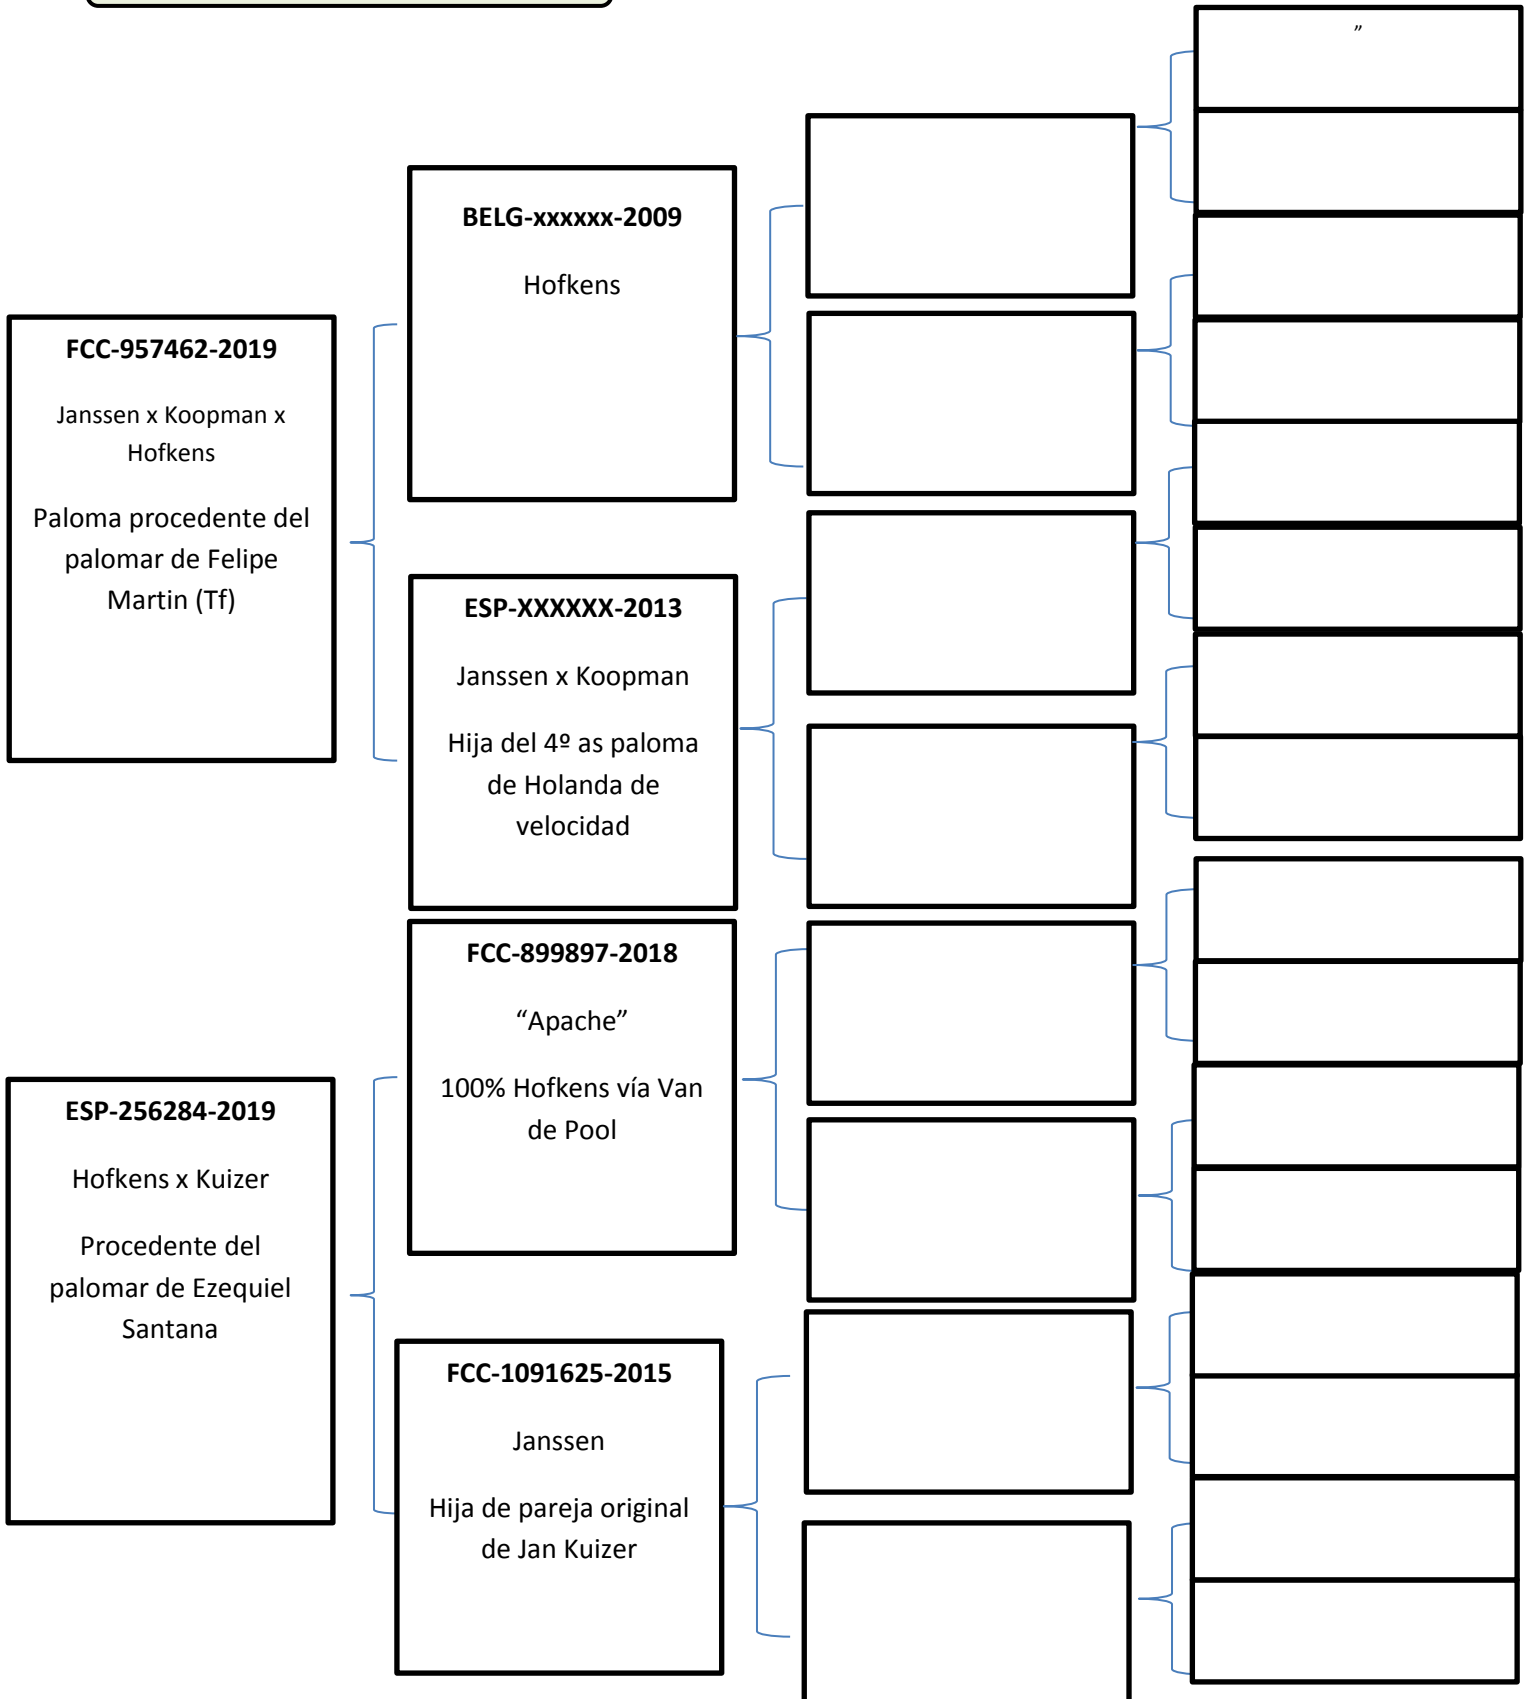 ”
BELG-xxxxxx-2009
Hofkens
FCC-957462-2019
Janssen x Koopman x
Hofkens
Paloma procedente del
palomar de Felipe
Martin (Tf)
ESP-XXXXXX-2013
Janssen x Koopman
Hija del 4º as paloma
de Holanda de
velocidad
FCC-899897-2018
“Apache”
100% Hofkens vía Van
de Pool
ESP-256284-2019
Hofkens x Kuizer
Procedente del
palomar de Ezequiel
Santana
FCC-1091625-2015
Janssen
Hija de pareja original
de Jan Kuizer